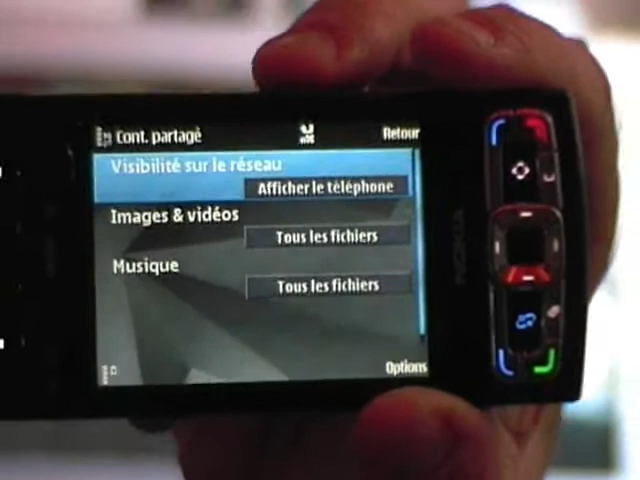 Cont. partagé
Retour
Visibilité sur le réseau
Afficher le téléphone
Images & vidéos
Tous les fichiers
Musique
Tous les fichiers
Options
NOKIA